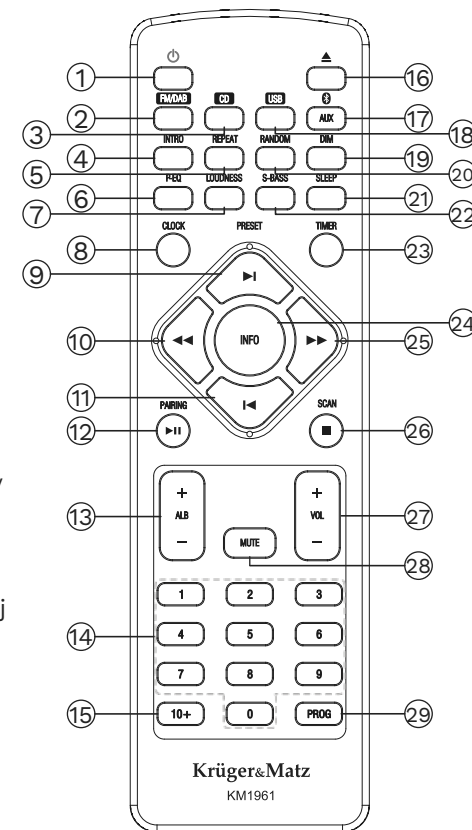 1 16
FM/DAB CD USB
2 AUX 17
3 18
INTRO REPEAT RANDOM DIM
4 19
5 20
P-EQ LOUDNESS S-BASS SLEEP
6 21
7 22
CLOCK PRESET TIMER
8 23
9
24
10 INFO 25
11
PAIRING SCAN
12 26
+ +
13 ALB VOL 27
- -
MUTE
28
1 2 3
j
14 4 5 6
7 8 9
15 10+ 0 PROG 29
Krüger&Matz
KM1961